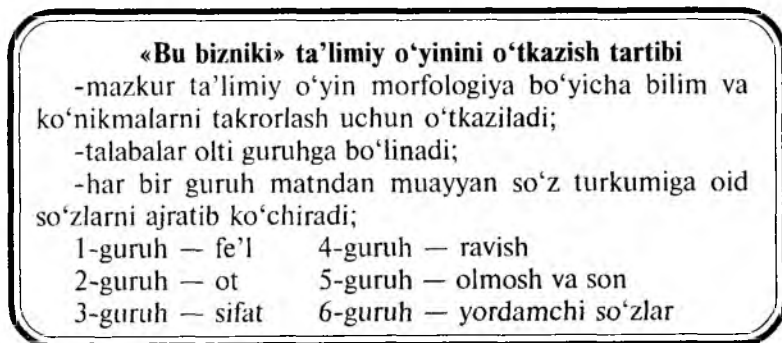 «Bu bizniki» ta’limiy o‘yinini o‘tkazish tartibi
-mazkur ta’limiy o‘yin morfologiya bo‘yicha bilim va
ko‘nikmalarni takrorlash uchun o‘tkaziladi;
-talabalar olti guruhga bo‘linadi;
-har bir guruh matndan muayyan so‘z turkumiga oid
so‘zlarni ajratib ko‘chiradi;
1-guruh — fe’l 4-guruh — ravish
2-guruh — ot 5-guruh — olmosh va son
3-guruh — sifat 6-guruh — yordamchi so‘zlar